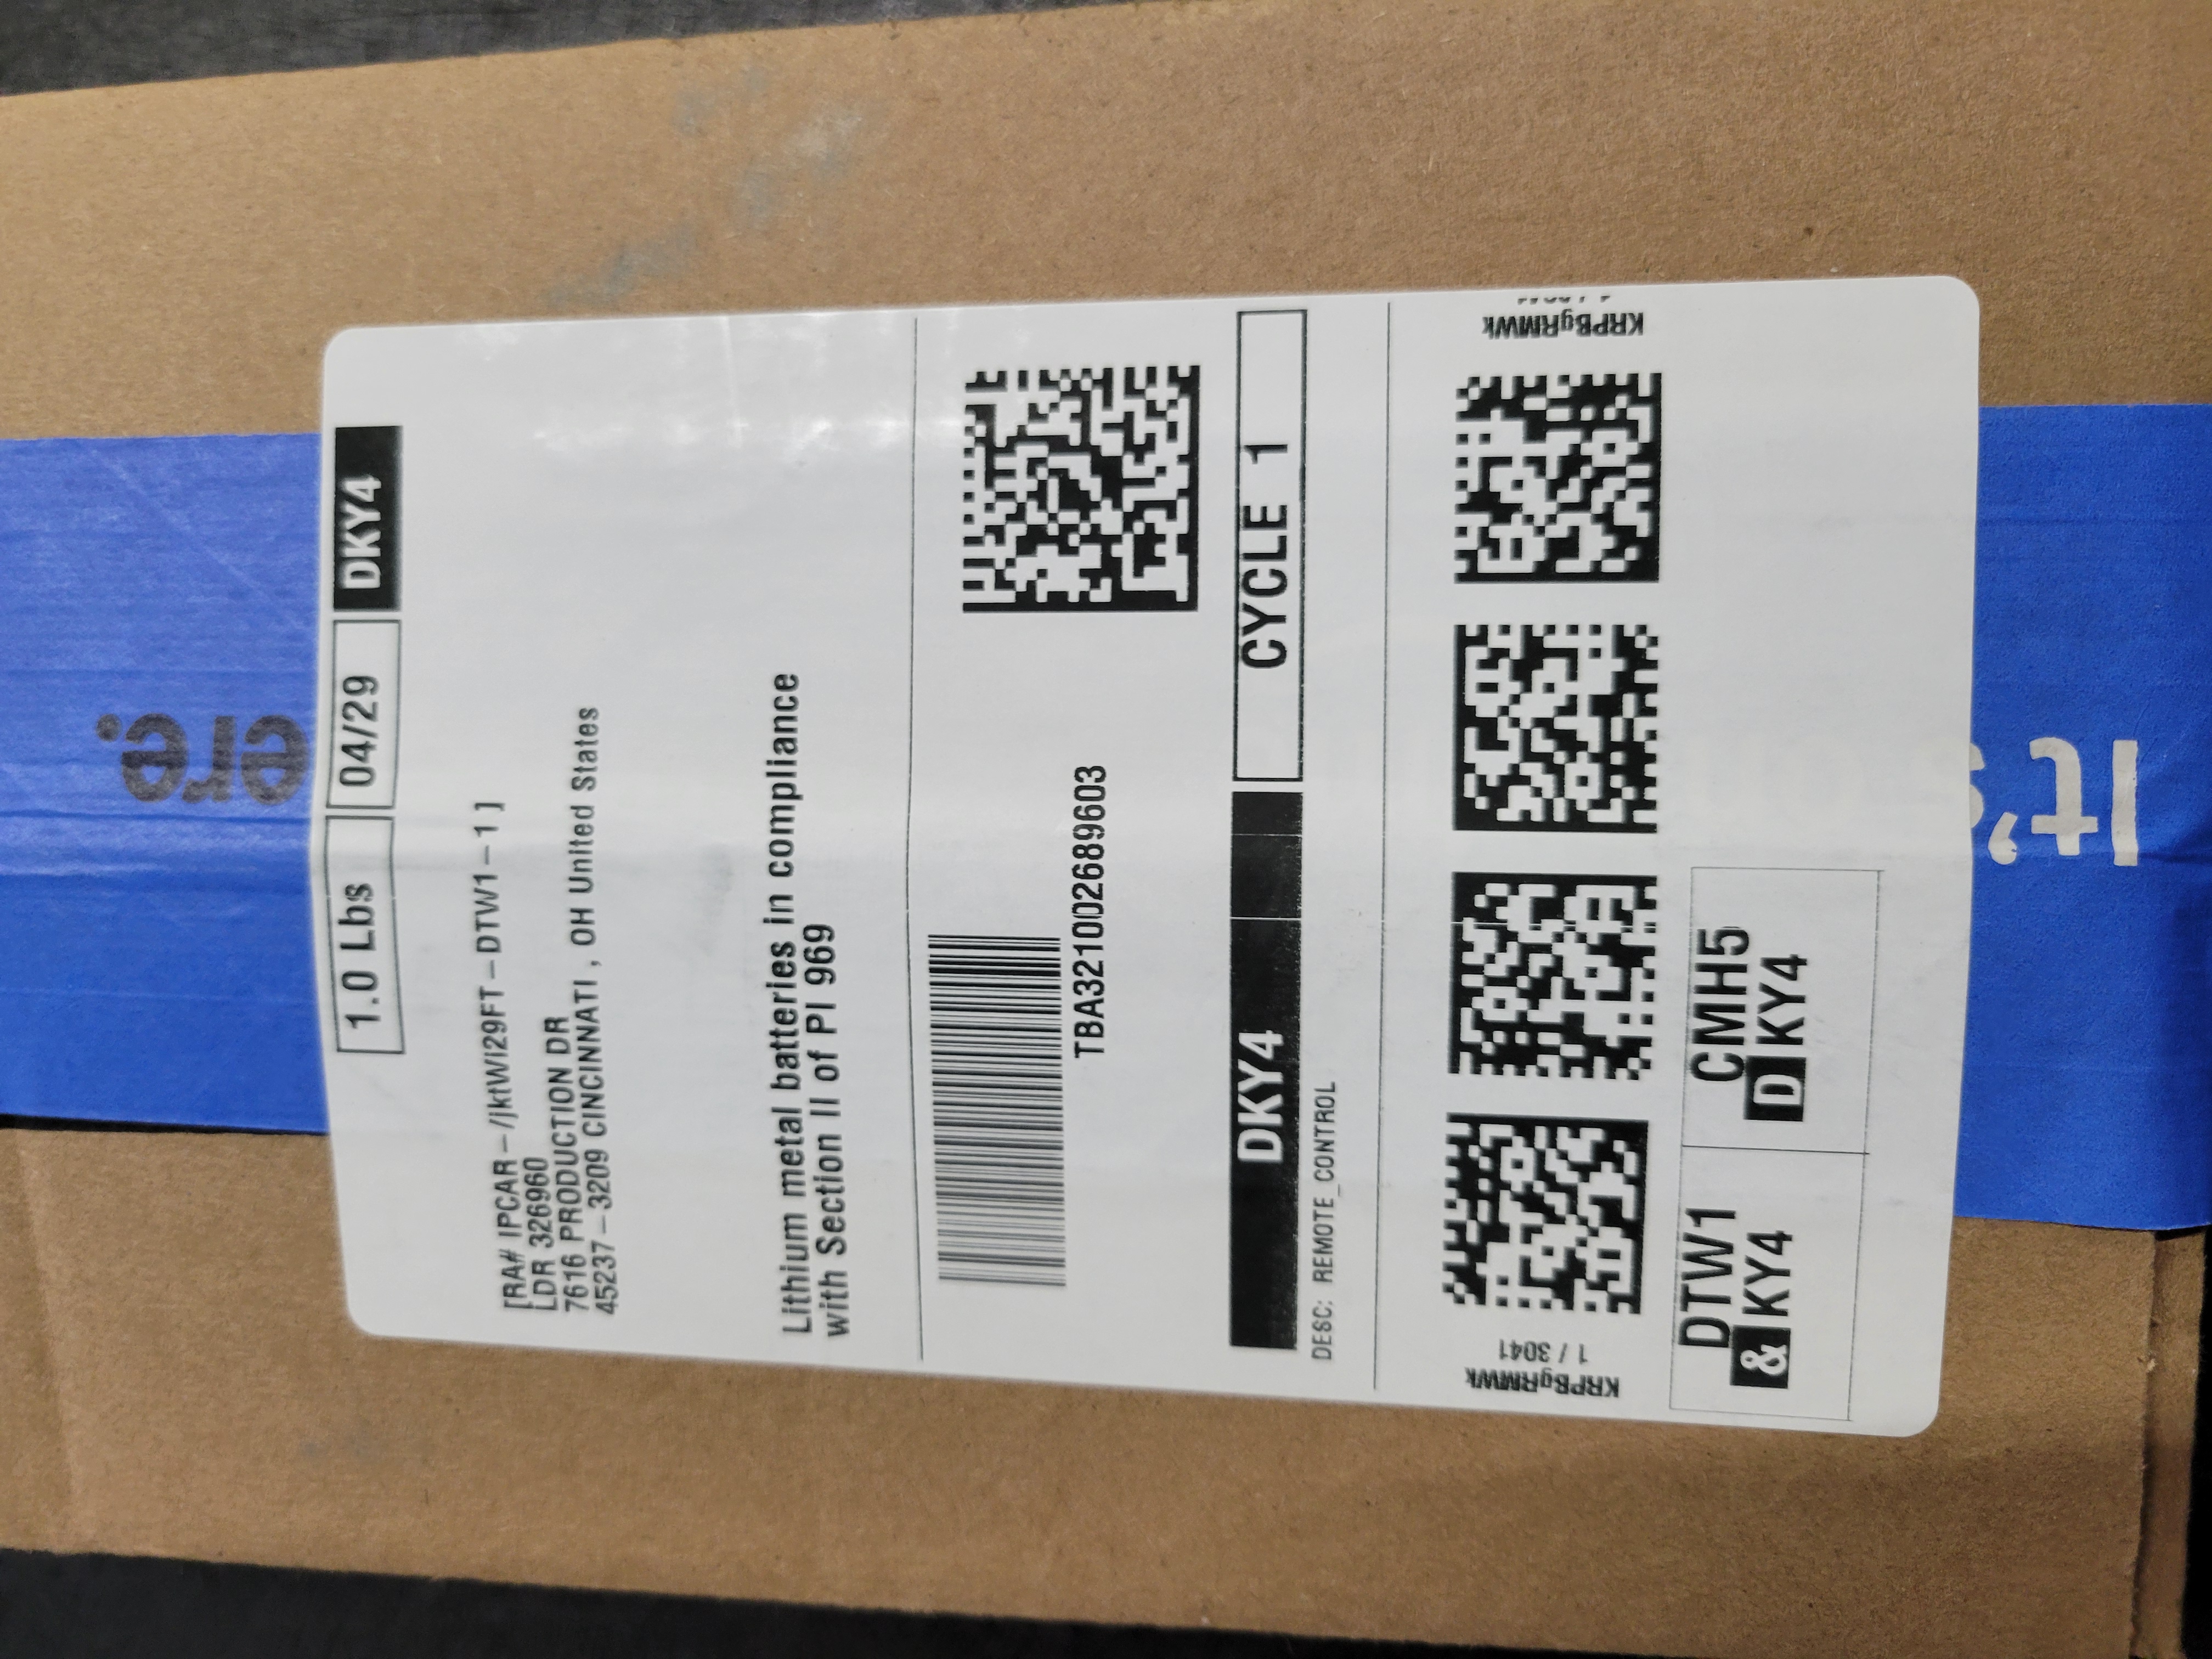 1.0 Lbs 04/29 DKY4
[RA# IPCAR-/jktWi29FT-DTW1-1]
LDR 3326960
7616 PRODUCTION DR
45237-3209 CINCINNATI, OH United States
Lithium metal batteries in compliance
with Section II of PI 969
TBA321002689603
DKY4 CYCLE 1
DESC: REMOTE_CONTROL
KRPBgRMWk
1 / 3041
KRPBgRMWk
DTW1 CMH5
& KY4 D KY4
It's
ere.